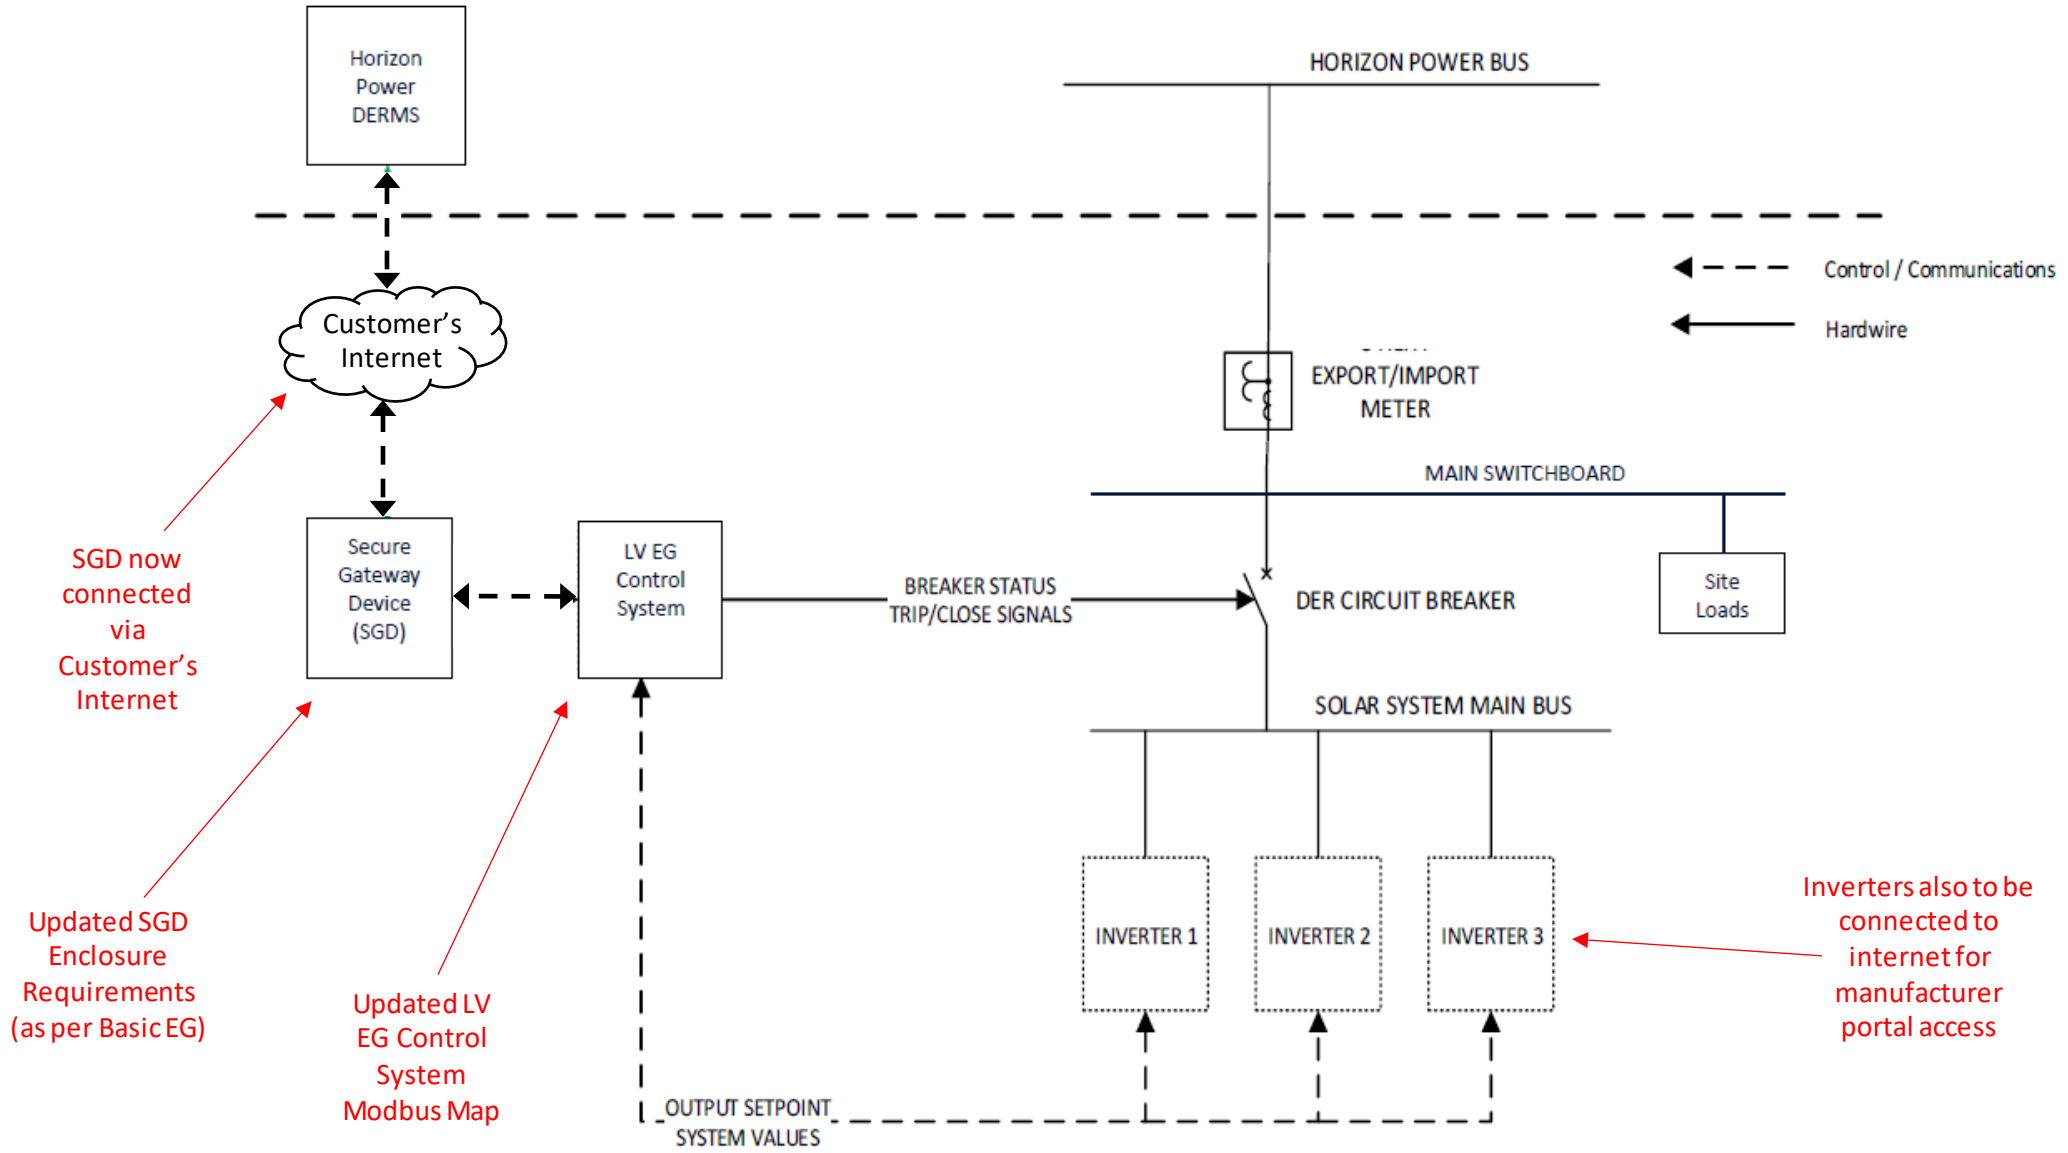 Horizon
Power
DERMS
HORIZON POWER BUS
Control / Communications
Hardwire
Customer's
Internet
EXPORT/IMPORT
METER
MAIN SWITCHBOARD
SGD now
connected
via
Customer's
Internet
Secure
Gateway
Device
(SGD)
LV EG
Control
System
BREAKER STATUS
TRIP/CLOSE SIGNALS
DER CIRCUIT BREAKER
Site
Loads
SOLAR SYSTEM MAIN BUS
INVERTER 1
INVERTER 2
INVERTER 3
Inverters also to be
connected to
internet for
manufacturer
portal access
Updated SGD
Enclosure
Requirements
(as per Basic EG)
Updated LV
EG Control
System
Modbus Map
OUTPUT SETPOINT
SYSTEM VALUES